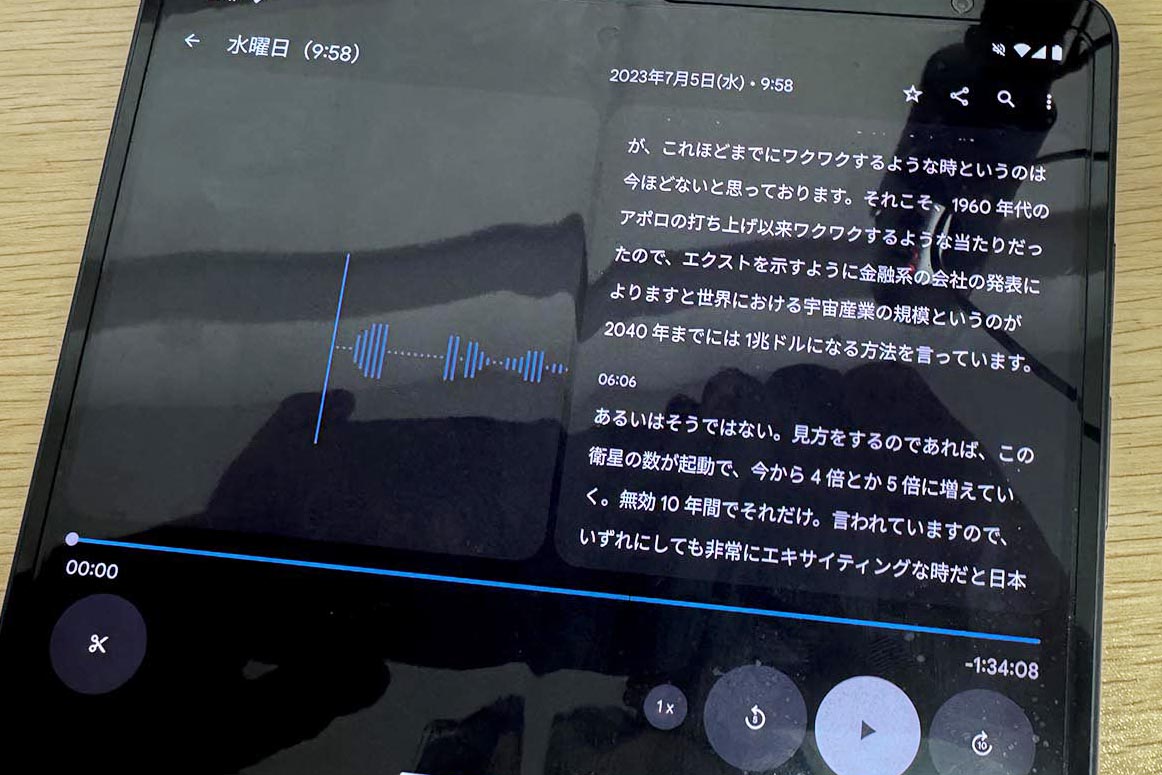 水曜日（9:58）
2023年7月5日(水)・9:58
が、これほどまでにワクワクするような時というのは
今ほどないと思っております。それこそ、1960 年代の
アポロの打ち上げ以来ワクワクするような当たりだっ
たので、エクストを示すように金融系の会社の発表に
よりますと世界における宇宙産業の規模というのが
2040 年までには 1兆ドルになる方法を言っています。
06:06
あるいはそうではない。見方をするのであれば、この
衛星の数が起動で、今から 4 倍とか 5 倍に増えてい
く。無効 10 年間でそれだけ。言われていますので、
いずれにしても非常にエキサイティングな時だと日本
00:00
-1:34:08
1x
5
10